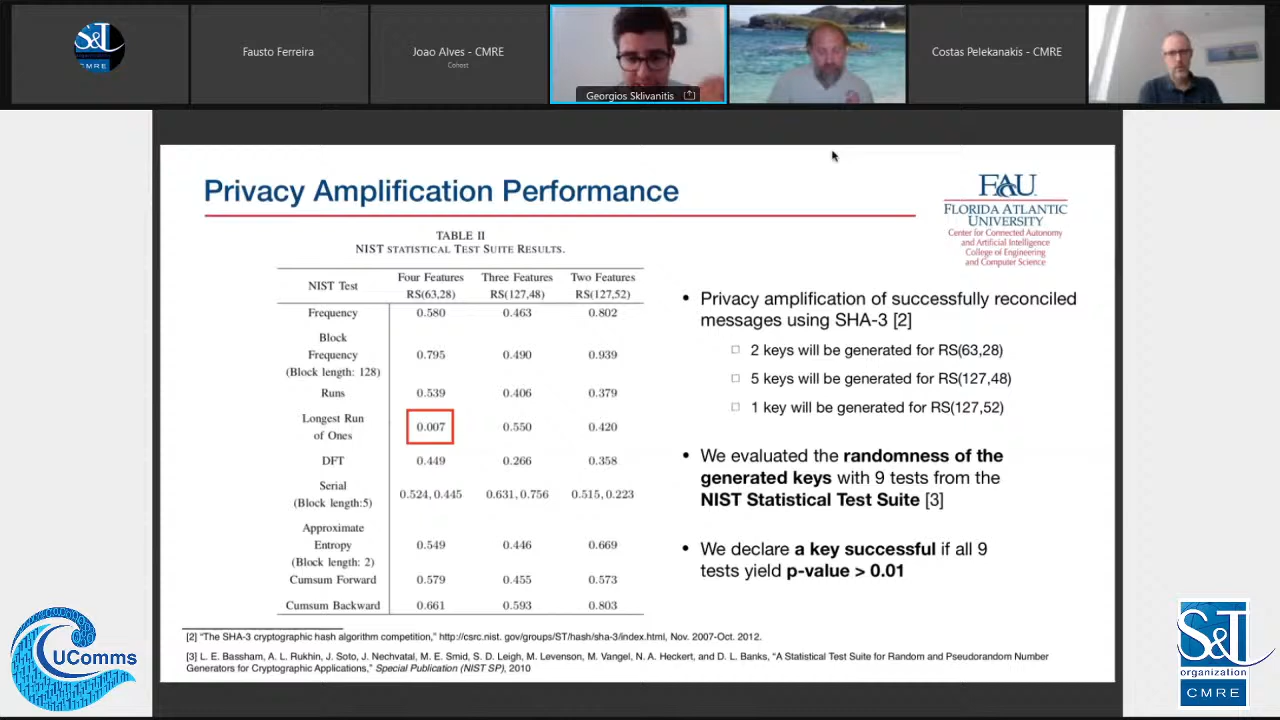 S&T
CMRE
Fausto Ferreira
Joao Alves - CMRE
Cohost
Georgios Sklivanitis
Costas Pelekanakis - CMRE
Privacy Amplification Performance
FAU
FLORIDA ATLANTIC
UNIVERSITY
Center for Connected Autonomy
and Artificial Intelligence
College of Engineering
and Computer Science
TABLE II
NIST STATISTICAL TEST SUITE RESULTS.
NIST Test Four Features Three Features Two Features
RS(63,28) RS(127,48) RS(127,52)
Frequency 0.580 0.463 0.802
Block
Frequency 0.795 0.490 0.939
(Block length: 128)
Runs 0.539 0.406 0.379
Longest Run
of Ones 0.007 0.550 0.420
DFT 0.449 0.266 0.358
Serial
(Block length:5) 0.524, 0.445 0.631, 0.756 0.515, 0.223
Approximate
Entropy 0.549 0.446 0.669
(Block length: 2)
Cumsum Forward 0.579 0.455 0.573
Cumsum Backward 0.661 0.593 0.803
• Privacy amplification of successfully reconciled
messages using SHA-3 [2]
2 keys will be generated for RS(63,28)
5 keys will be generated for RS(127,48)
1 key will be generated for RS(127,52)
• We evaluated the randomness of the
generated keys with 9 tests from the
NIST Statistical Test Suite [3]
• We declare a key successful if all 9
tests yield p-value > 0.01
[2] “The SHA-3 cryptographic hash algorithm competition,” http://csrc.nist. gov/groups/ST/hash/sha-3/index.html, Nov. 2007-Oct. 2012.
[3] L. E. Bassham, A. L. Rukhin, J. Soto, J. Nechvatal, M. E. Smid, S. D. Leigh, M. Levenson, M. Vangel, N. A. Heckert, and D. L. Banks, “A Statistical Test Suite for Random and Pseudorandom Number
Generators for Cryptographic Applications,” Special Publication (NIST SP), 2010
UComms
S&T
organization
CMRE